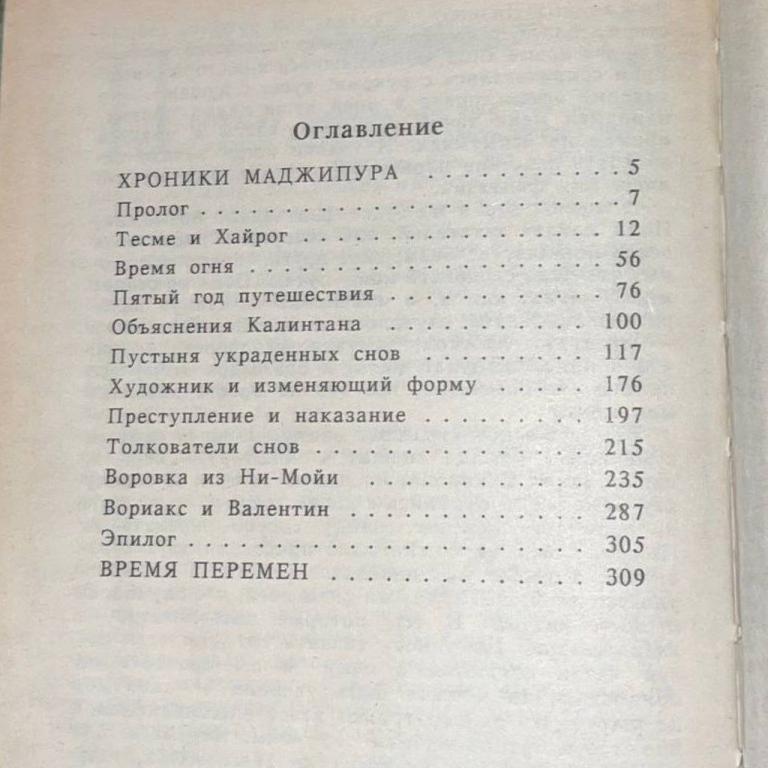 Оглавление
ХРОНИКИ МАДЖИПУРА . . . . . . . . . . . 5
Пролог . . . . . . . . . . . . . . . . . . . . . . . 7
Тесме и Хайрог . . . . . . . . . . . . . . . . . 12
Время огня . . . . . . . . . . . . . . . . . . . . 56
Пятый год путешествия . . . . . . . . . . . . 76
Объяснения Калинтана . . . . . . . . . . . 100
Пустыня украденных снов . . . . . . . . . 117
Художник и изменяющий форму . . . . . 176
Преступление и наказание . . . . . . . . . 197
Толкователи снов . . . . . . . . . . . . . . . 215
Воровка из Ни-Мойи . . . . . . . . . . . . 235
Вориакс и Валентин . . . . . . . . . . . . . 287
Эпилог . . . . . . . . . . . . . . . . . . . . . . 305
ВРЕМЯ ПЕРЕМЕН . . . . . . . . . . . . . . 309